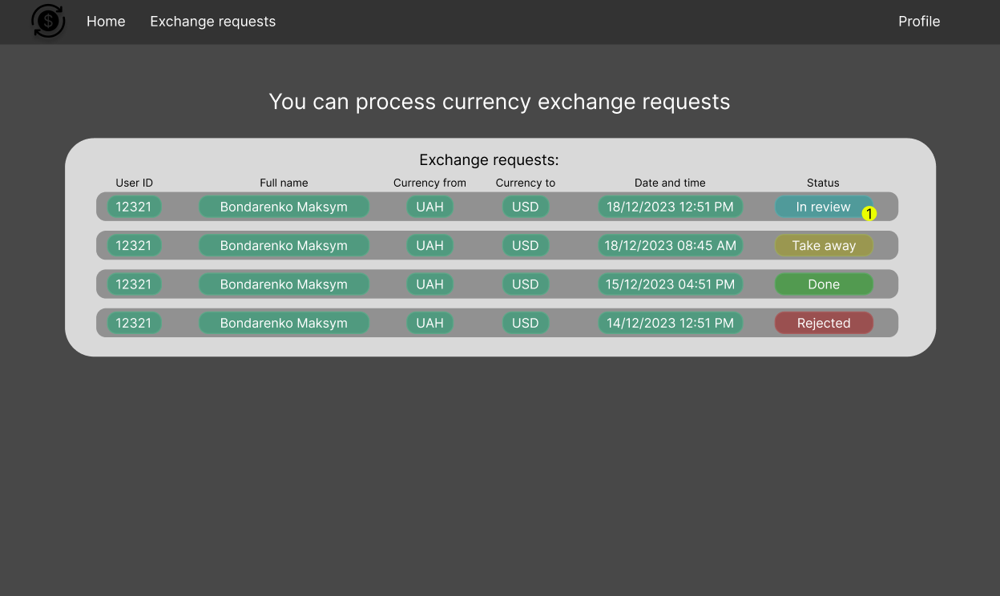 $ Home Exchange requests Profile
You can process currency exchange requests
Exchange requests:
User ID Full name Currency from Currency to Date and time Status
12321 Bondarenko Maksym UAH USD 18/12/2023 12:51 PM In review 1
12321 Bondarenko Maksym UAH USD 18/12/2023 08:45 AM Take away
12321 Bondarenko Maksym UAH USD 15/12/2023 04:51 PM Done
12321 Bondarenko Maksym UAH USD 14/12/2023 12:51 PM Rejected